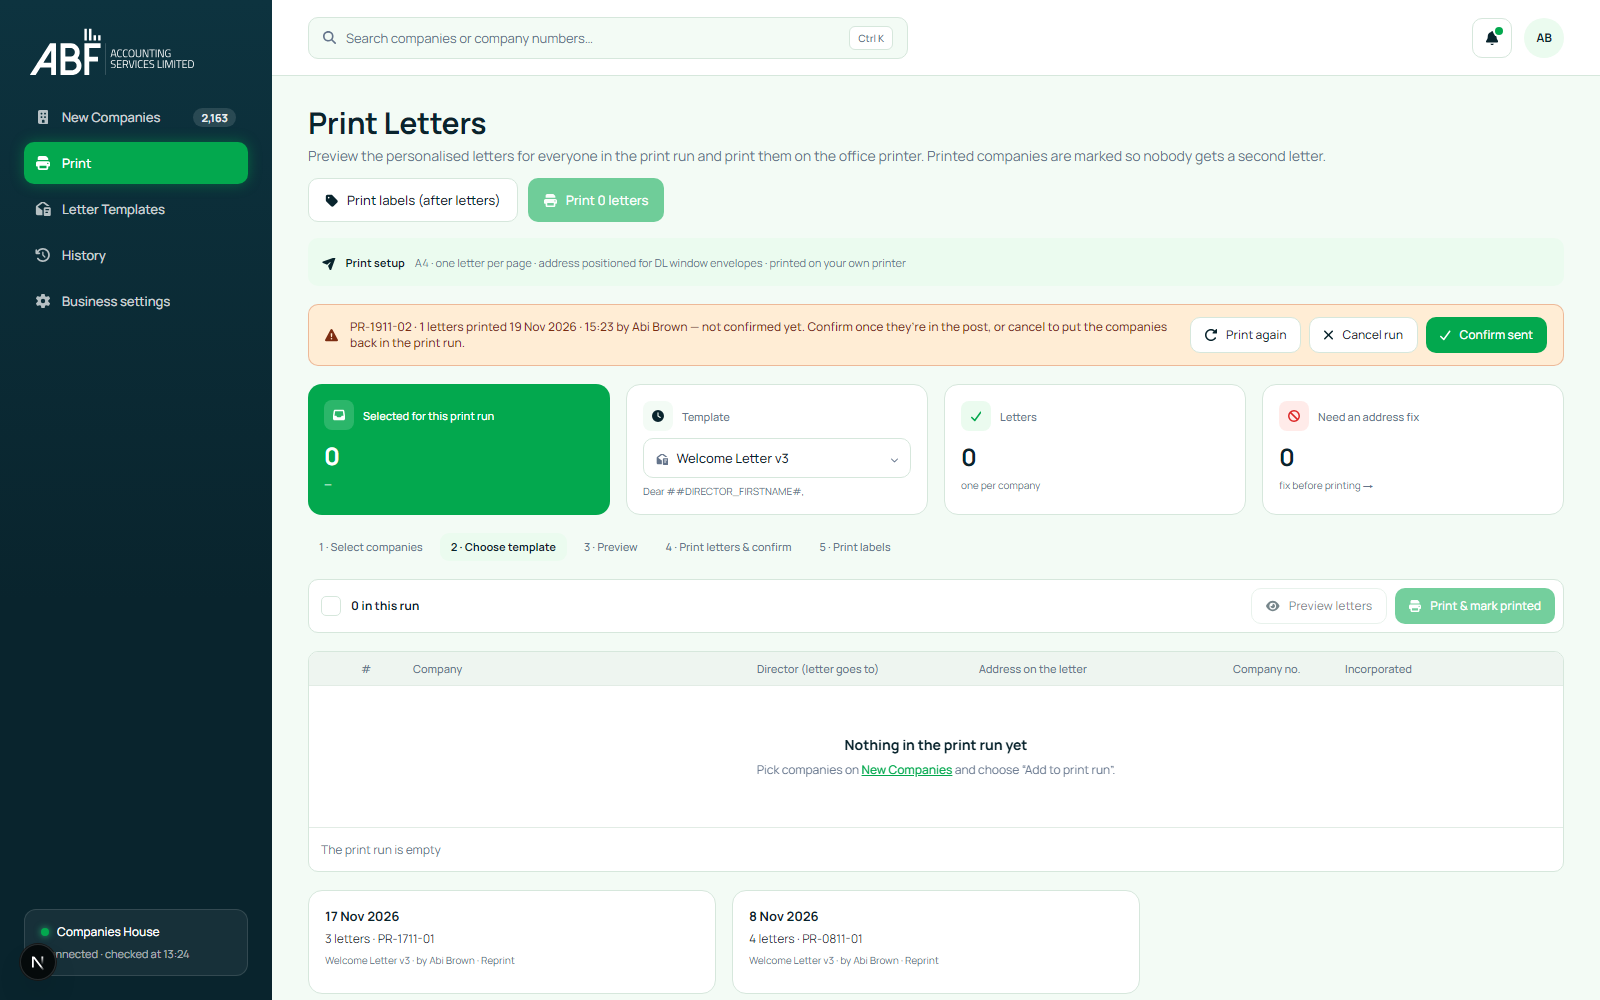 ABF ACCOUNTING
SERVICES LIMITED
New Companies 2,163
Print
Letter Templates
History
Business settings
Companies House
nnected · checked at 13:24
N
Search companies or company numbers...
Ctrl K
AB
Print Letters
Preview the personalised letters for everyone in the print run and print them on the office printer. Printed companies are marked so nobody gets a second letter.
Print labels (after letters)
Print 0 letters
Print setup A4 · one letter per page · address positioned for DL window envelopes · printed on your own printer
PR-1911-02 · 1 letters printed 19 Nov 2026 · 15:23 by Abi Brown — not confirmed yet. Confirm once they're in the post, or cancel to put the companies
back in the print run.
Print again
Cancel run
Confirm sent
Selected for this print run
0
—
Template
Welcome Letter v3
Dear ##DIRECTOR_FIRSTNAME#,
Letters
0
one per company
Need an address fix
0
fix before printing →
1 · Select companies 2 · Choose template 3 · Preview 4 · Print letters & confirm 5 · Print labels
0 in this run
Preview letters
Print & mark printed
# Company Director (letter goes to) Address on the letter Company no. Incorporated
Nothing in the print run yet
Pick companies on New Companies and choose "Add to print run".
The print run is empty
17 Nov 2026
3 letters · PR-1711-01
Welcome Letter v3 · by Abi Brown · Reprint
8 Nov 2026
4 letters · PR-0811-01
Welcome Letter v3 · by Abi Brown · Reprint